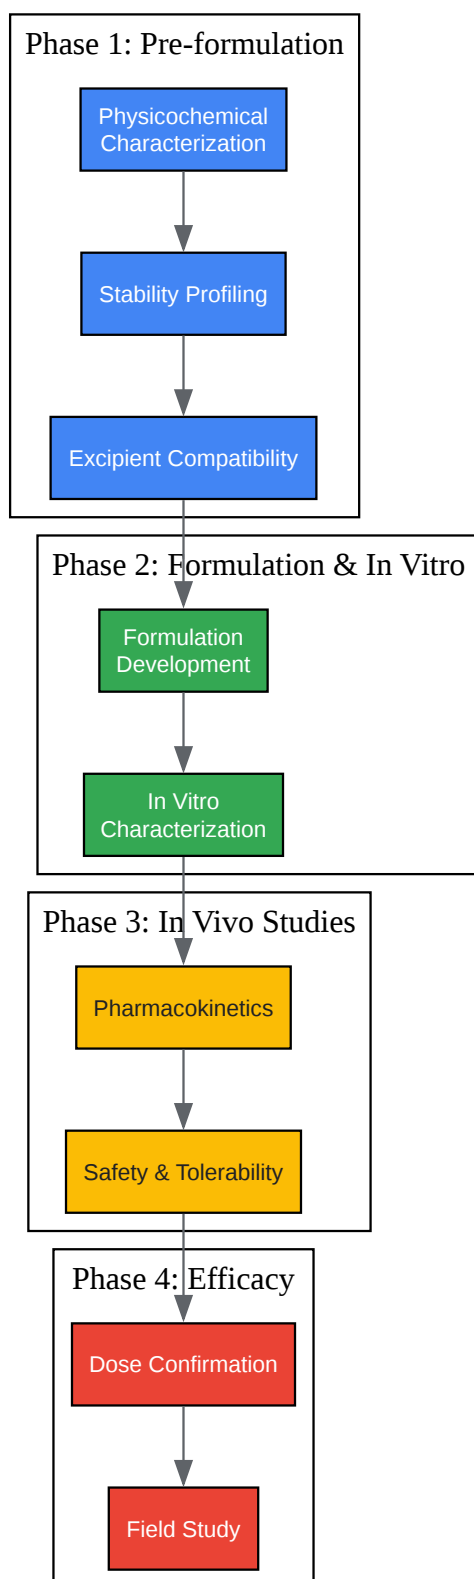 Phase 1: Pre-formulation
Physicochemical
Characterization
Stability Profiling
Excipient Compatibility
Phase 2: Formulation & In Vitro
Formulation
Development
In Vitro
Characterization
Phase 3: In Vivo Studies
Pharmacokinetics
Safety & Tolerability
Phase 4: Efficacy
Dose Confirmation
Field Study